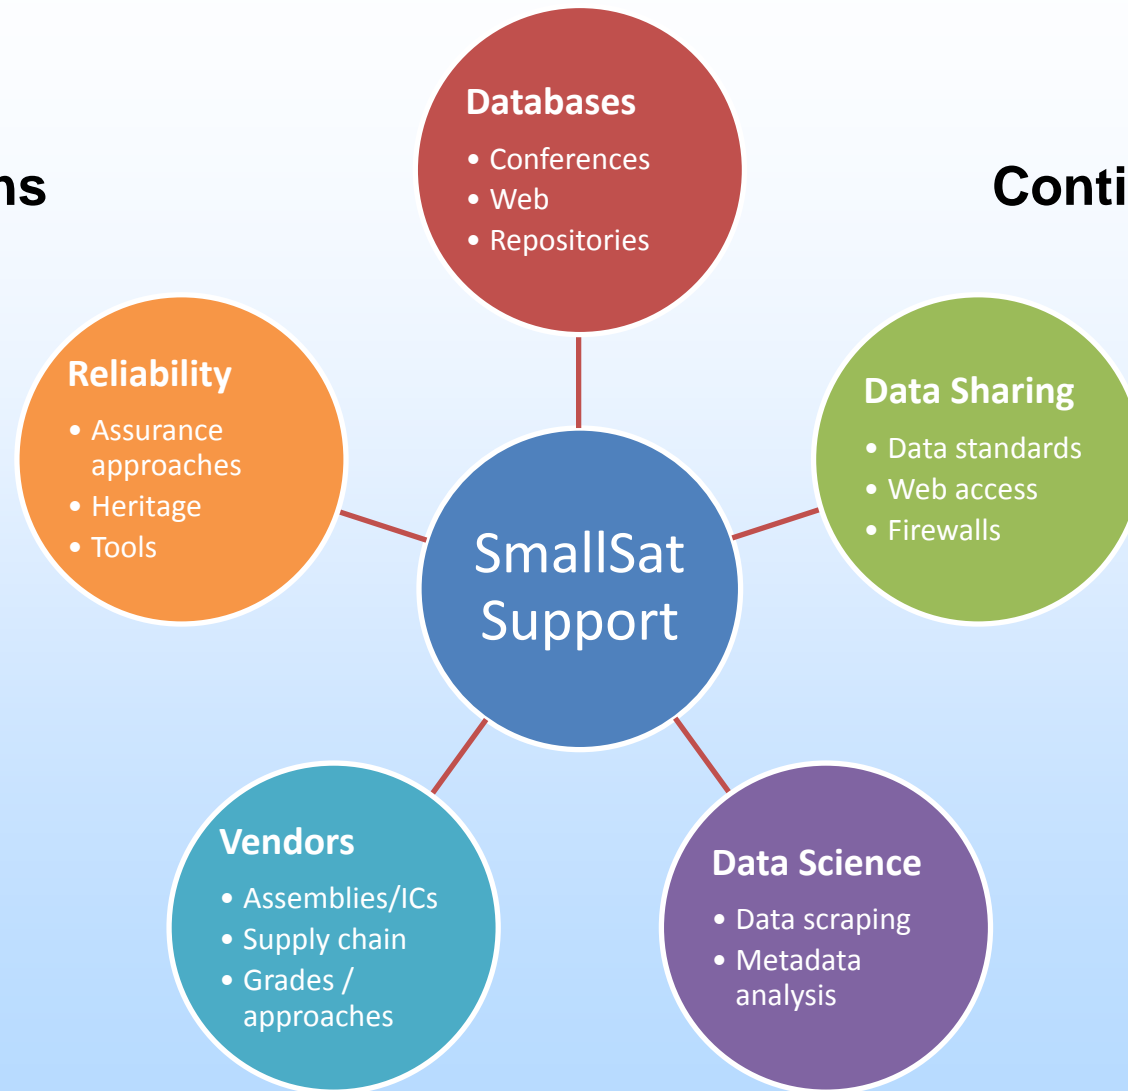 Databases
• Conferences
• Web
• Repositories
ns
Conti
Reliability
• Assurance
approaches
• Heritage
• Tools
Data Sharing
• Data standards
• Web access
• Firewalls
SmallSat
Support
Vendors
• Assemblies/ICs
• Supply chain
• Grades /
approaches
Data Science
• Data scraping
• Metadata
analysis